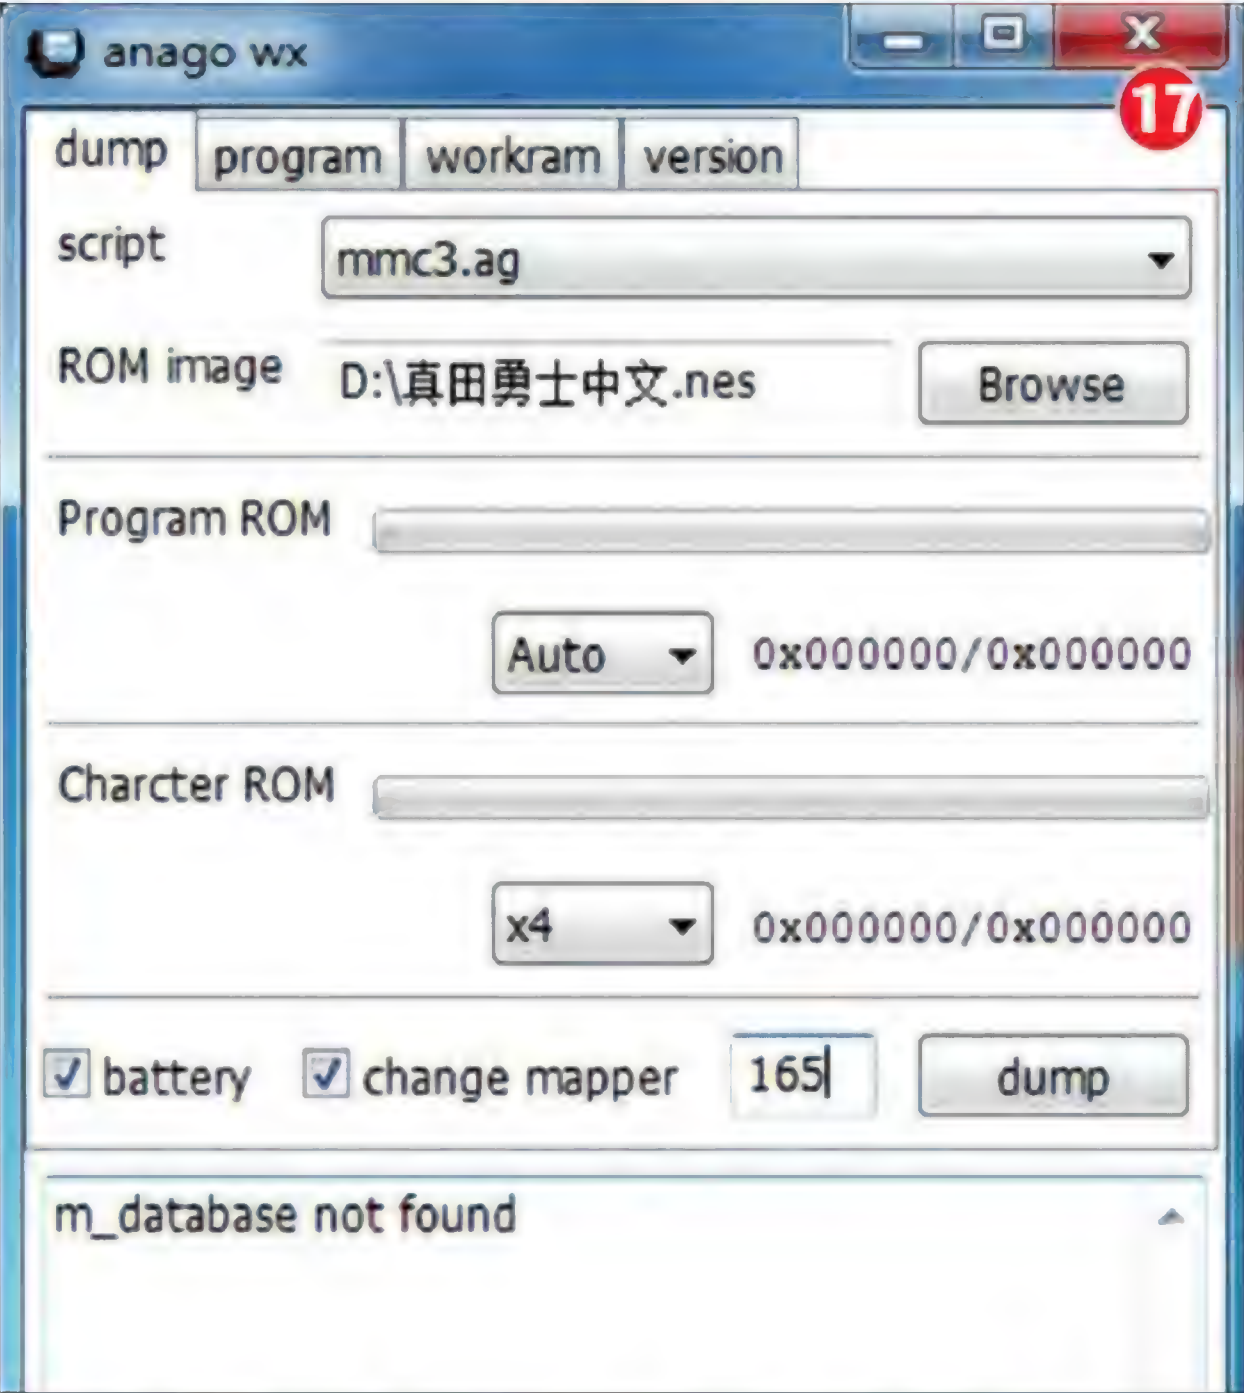 anago wx
17
dump program workram version
script mmc3.ag
ROM image D:\真田勇士中文.nes Browse
Program ROM
Auto 0x000000/0x000000
Charcter ROM
x4 0x000000/0x000000
battery change mapper 165 dump
m_database not found